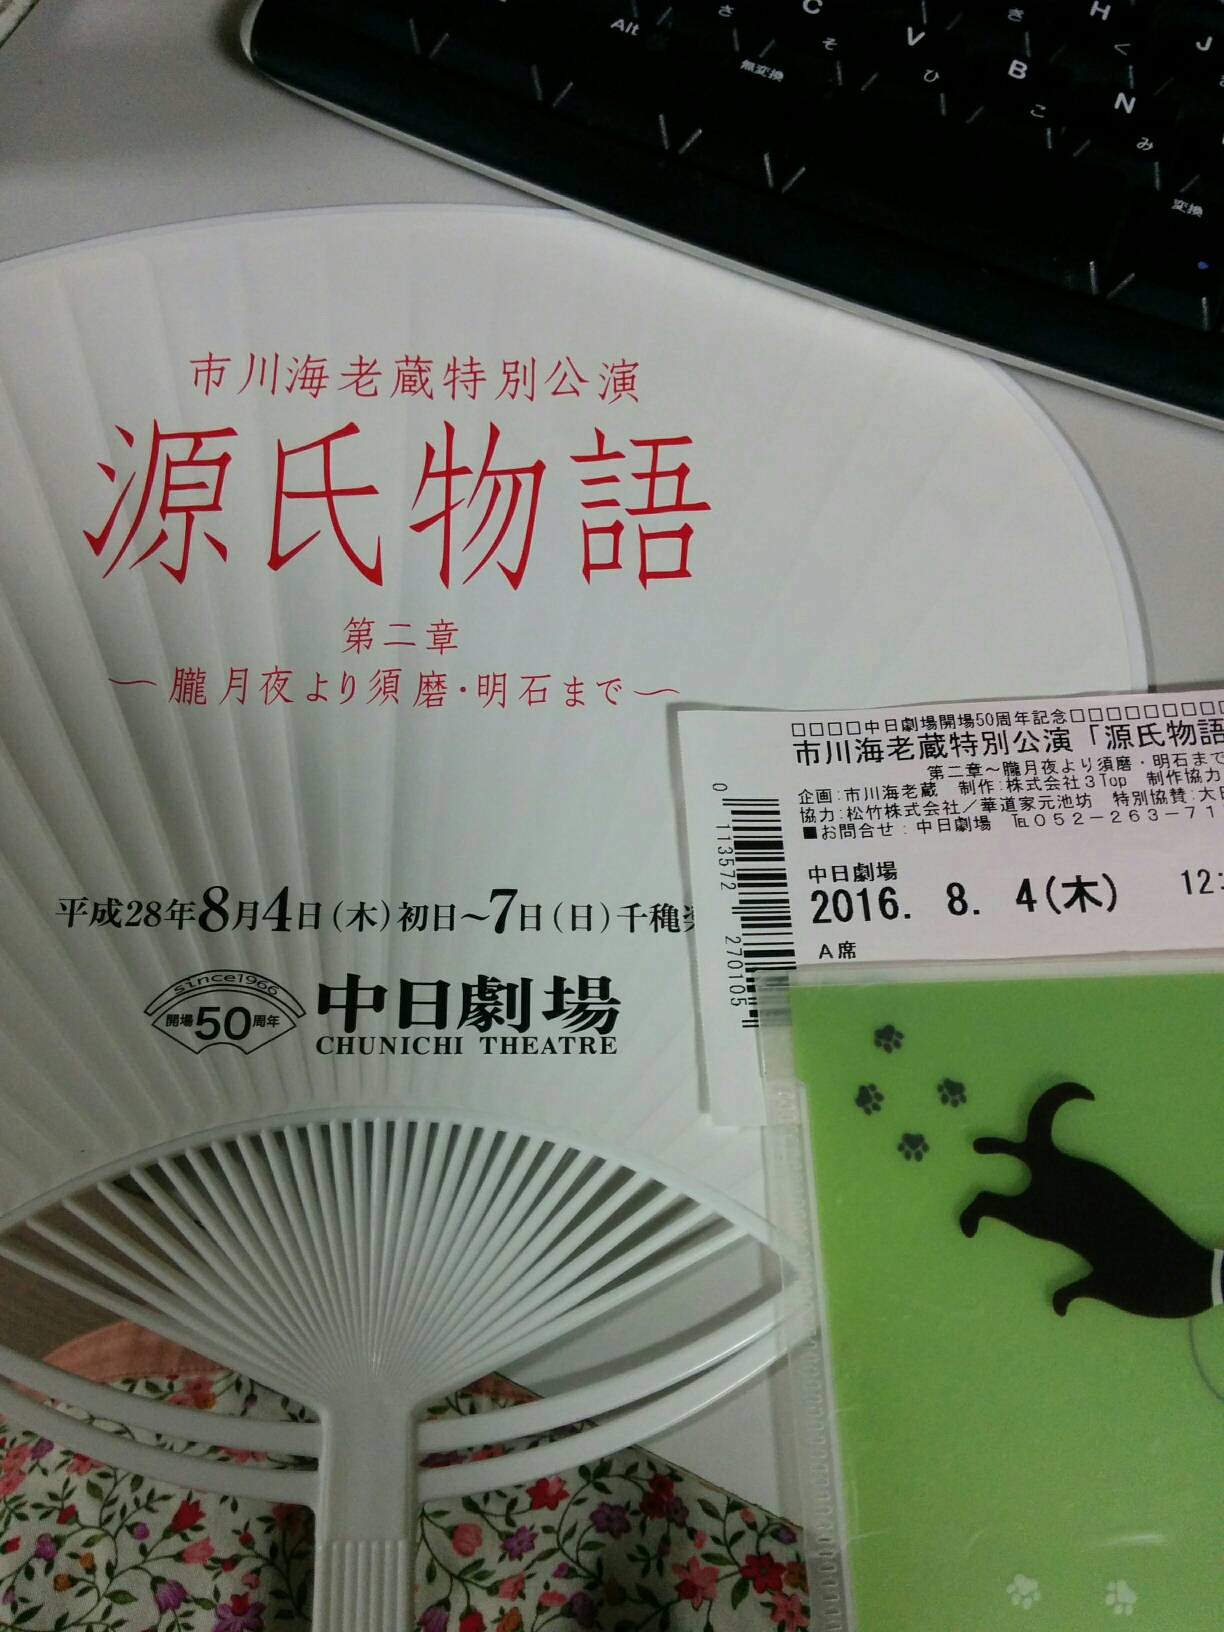 Alt
さ
C
そ
無変換
V
ひ
き
B
こ
H
く
N
み
J
変換
市川海老蔵特別公演
源氏物語
第二章
〜朧月夜より須磨・明石まで〜
平成28年8月4日(木)初日〜7日(日)千穐
since1966
開場50周年
中日劇場
CHUNICHI THEATRE
□□□□中日劇場開場50周年記念□□□□□□□□□
市川海老蔵特別公演「源氏物語
第二章〜朧月夜より須磨・明石まで
企画:市川海老蔵 制作:株式会社3Top 制作協力
協力:松竹株式会社/華道家元池坊 特別協賛:大
■お問合せ:中日劇場 ℡052-263-71
中日劇場
2016. 8. 4(木) 12:
A席
0 113572 270105